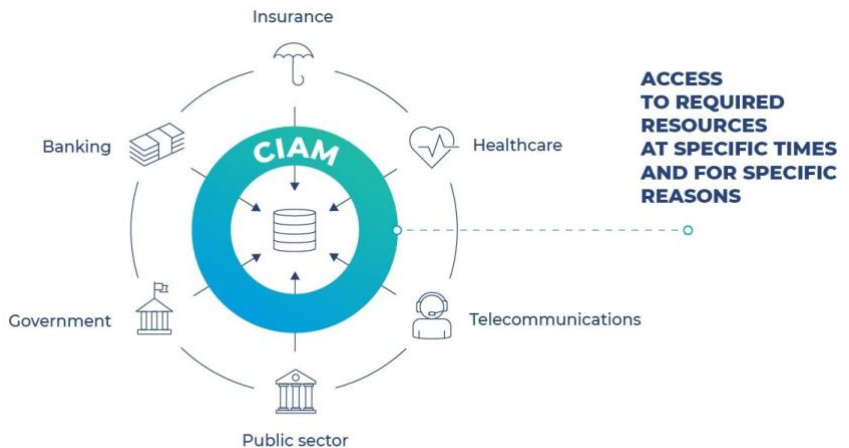 Insurance
Banking
CIAM
Healthcare
Government
Telecommunications
Public sector
ACCESS
TO REQUIRED
RESOURCES
AT SPECIFIC TIMES
AND FOR SPECIFIC
REASONS